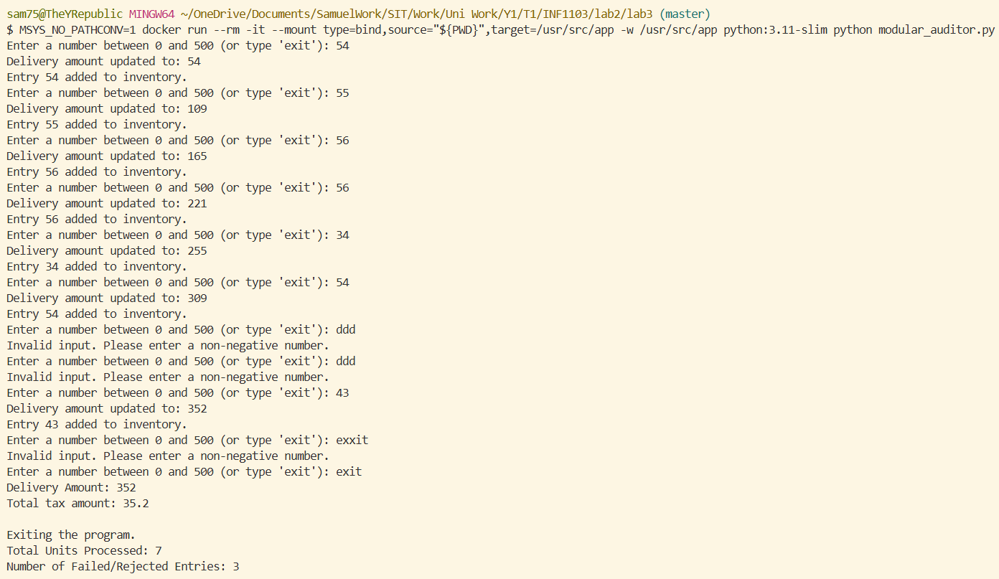 sam75@TheYRepublic MINGW64 ~/OneDrive/Documents/SamuelWork/SIT/Work/Uni Work/Y1/T1/INF1103/lab2/lab3 (master)
$ MSYS_NO_PATHCONV=1 docker run --rm -it --mount type=bind,source="${PWD}",target=/usr/src/app -w /usr/src/app python:3.11-slim python modular_auditor.py
Enter a number between 0 and 500 (or type 'exit'): 54
Delivery amount updated to: 54
Entry 54 added to inventory.
Enter a number between 0 and 500 (or type 'exit'): 55
Delivery amount updated to: 109
Entry 55 added to inventory.
Enter a number between 0 and 500 (or type 'exit'): 56
Delivery amount updated to: 165
Entry 56 added to inventory.
Enter a number between 0 and 500 (or type 'exit'): 56
Delivery amount updated to: 221
Entry 56 added to inventory.
Enter a number between 0 and 500 (or type 'exit'): 34
Delivery amount updated to: 255
Entry 34 added to inventory.
Enter a number between 0 and 500 (or type 'exit'): 54
Delivery amount updated to: 309
Entry 54 added to inventory.
Enter a number between 0 and 500 (or type 'exit'): ddd
Invalid input. Please enter a non-negative number.
Enter a number between 0 and 500 (or type 'exit'): ddd
Invalid input. Please enter a non-negative number.
Enter a number between 0 and 500 (or type 'exit'): 43
Delivery amount updated to: 352
Entry 43 added to inventory.
Enter a number between 0 and 500 (or type 'exit'): exxit
Invalid input. Please enter a non-negative number.
Enter a number between 0 and 500 (or type 'exit'): exit
Delivery Amount: 352
Total tax amount: 35.2

Exiting the program.
Total Units Processed: 7
Number of Failed/Rejected Entries: 3